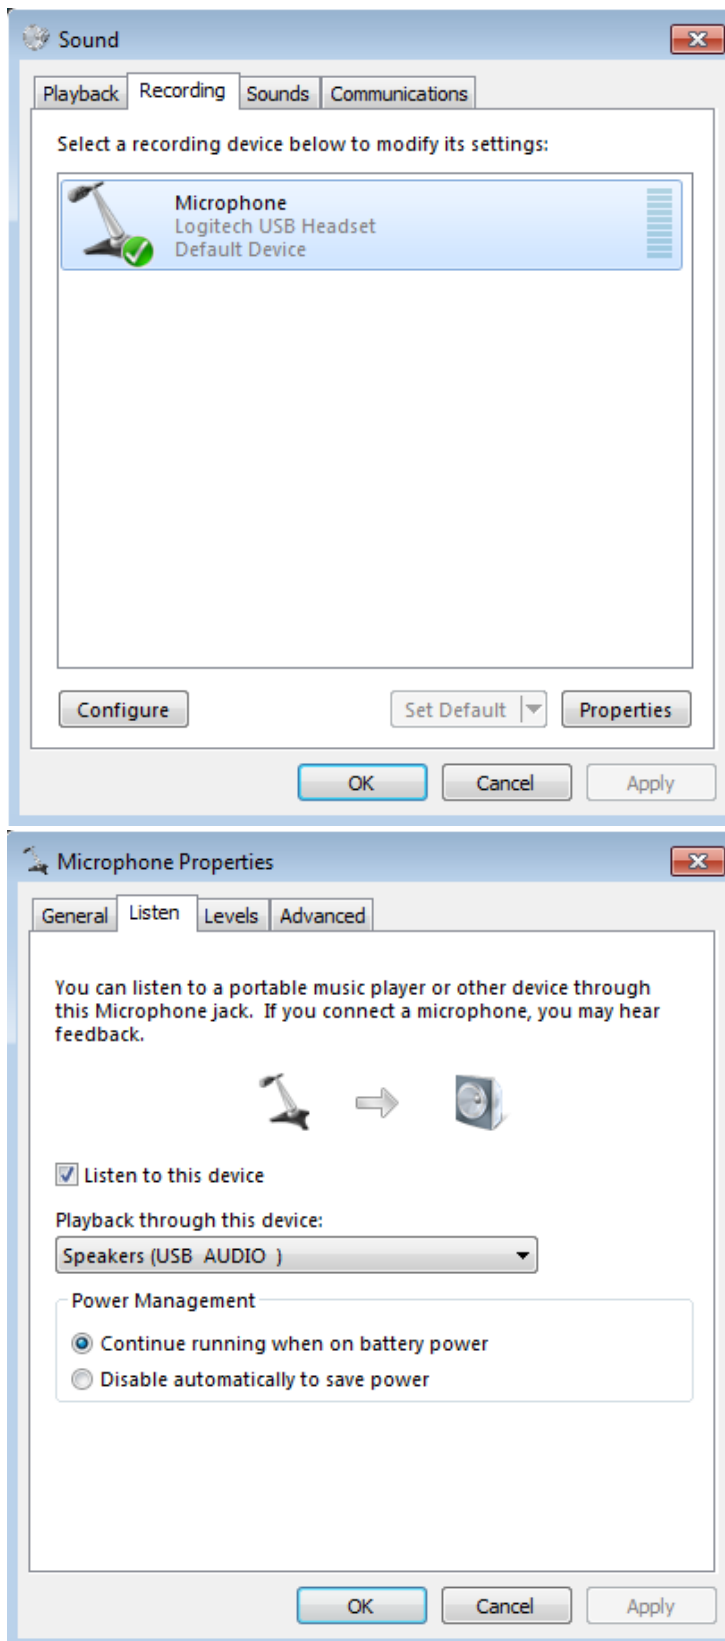 Sound
Playback Recording Sounds Communications
Select a recording device below to modify its settings:
Microphone
Logitech USB Headset
Default Device
Configure Set Default Properties
OK Cancel Apply
Microphone Properties
General Listen Levels Advanced
You can listen to a portable music player or other device through
this Microphone jack. If you connect a microphone, you may hear
feedback.
Listen to this device
Playback through this device:
Speakers (USB AUDIO )
Power Management
Continue running when on battery power
Disable automatically to save power
OK Cancel Apply